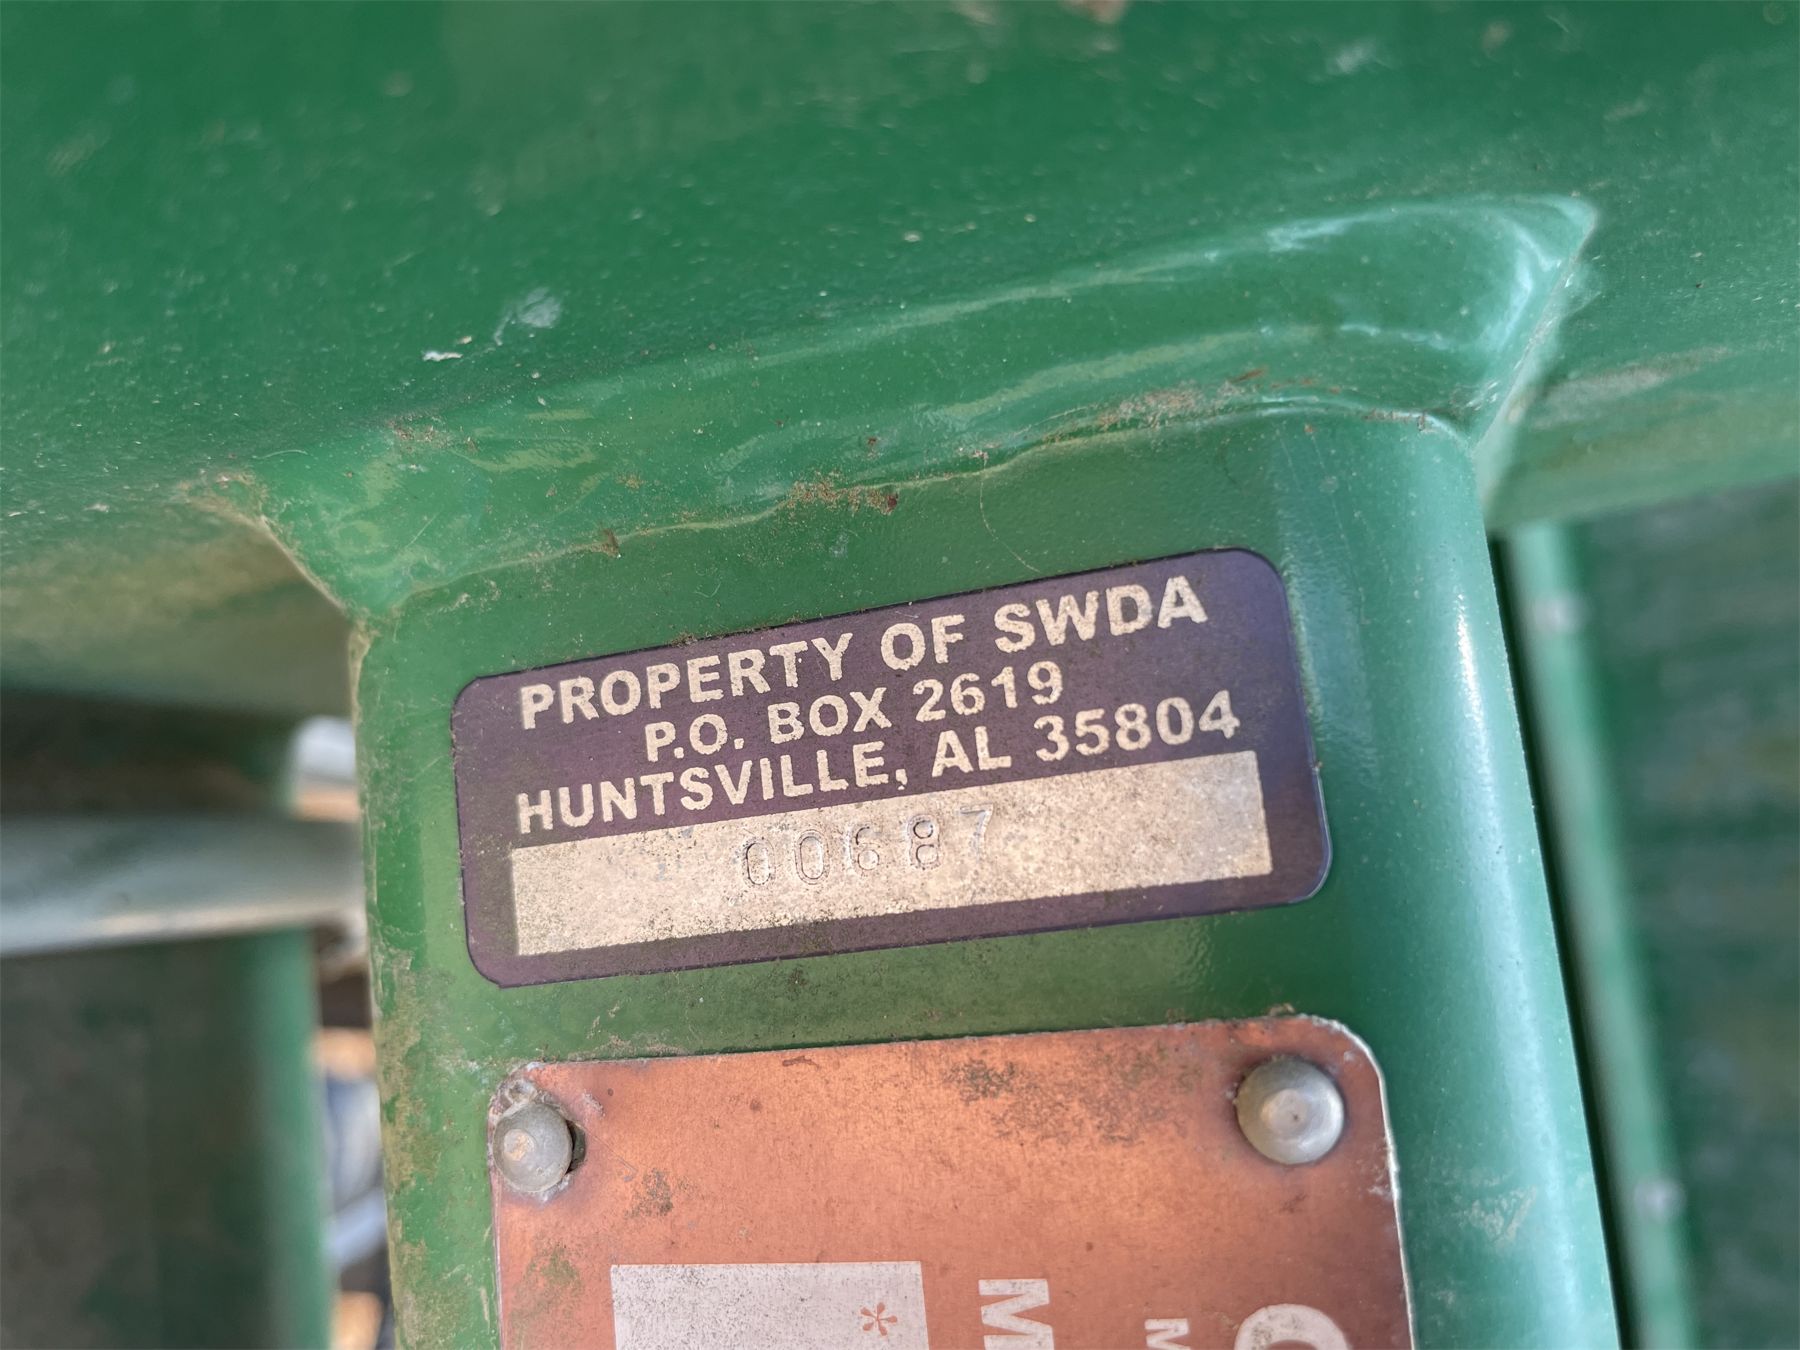 PROPERTY OF SWDA
P.O. BOX 2619
HUNTSVILLE, AL 35804
00687